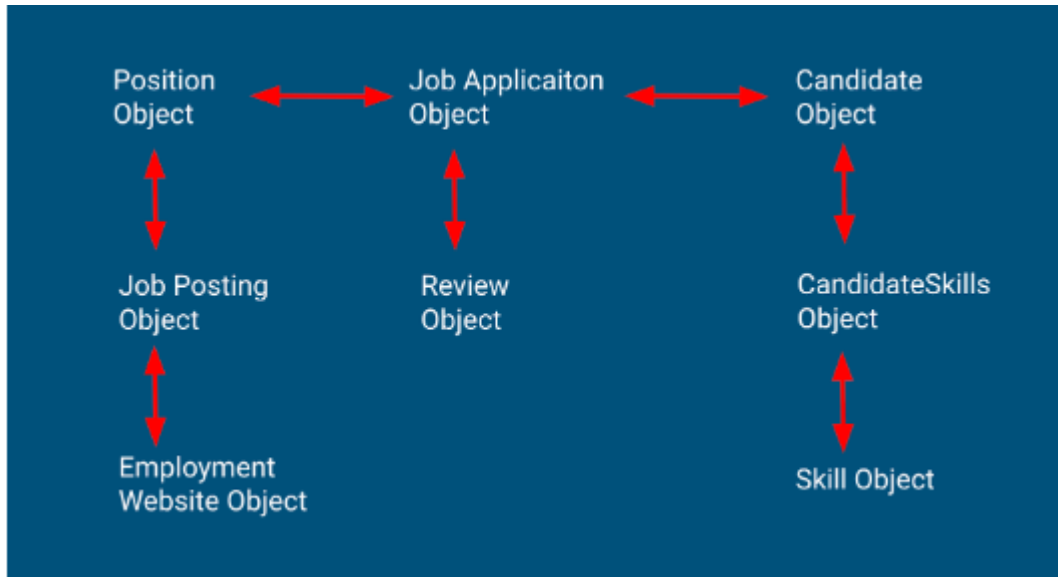 Position
Object
Job Applicaiton
Object
Candidate
Object
Job Posting
Object
Review
Object
CandidateSkills
Object
Employment
Website Object
Skill Object